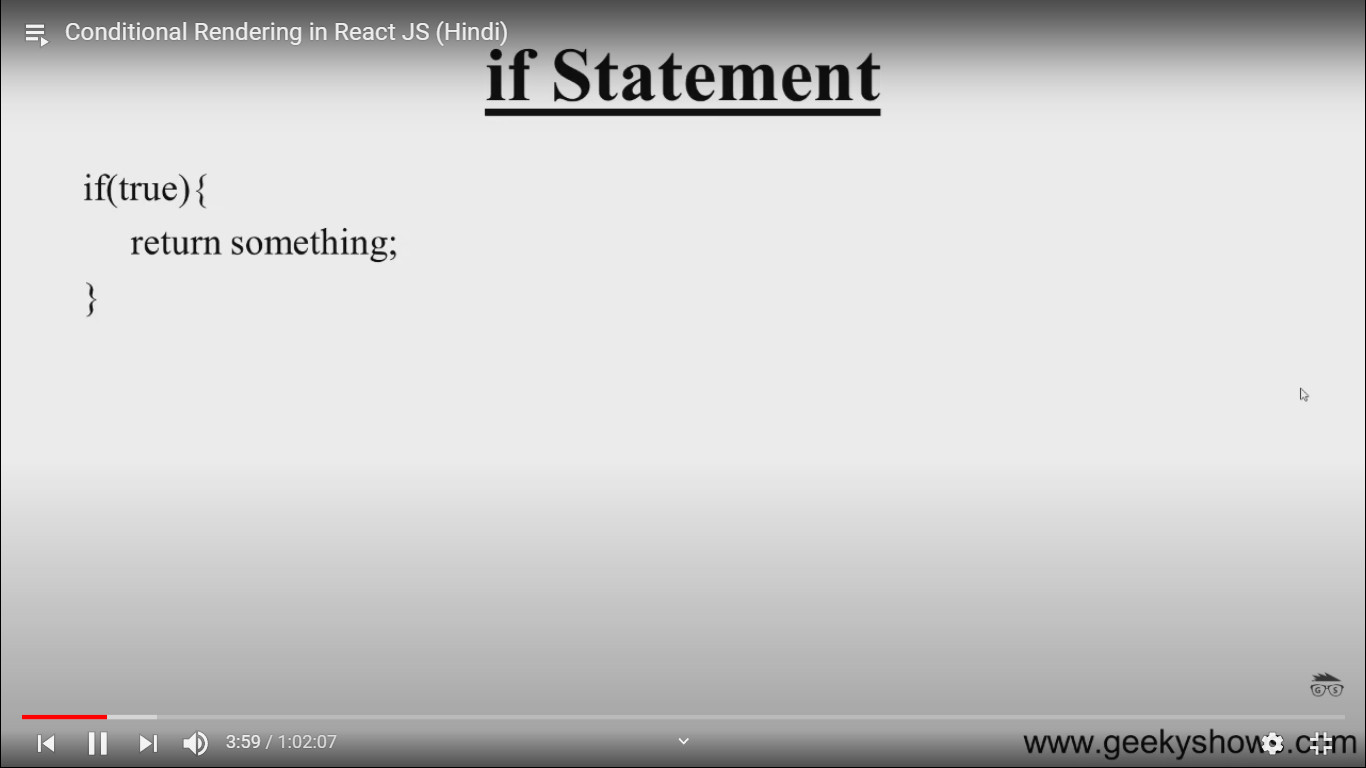 Conditional Rendering in React JS (Hindi)
if Statement
if(true){
return something;
}
G S
3:59 / 1:02:07
www.geekyshows.com